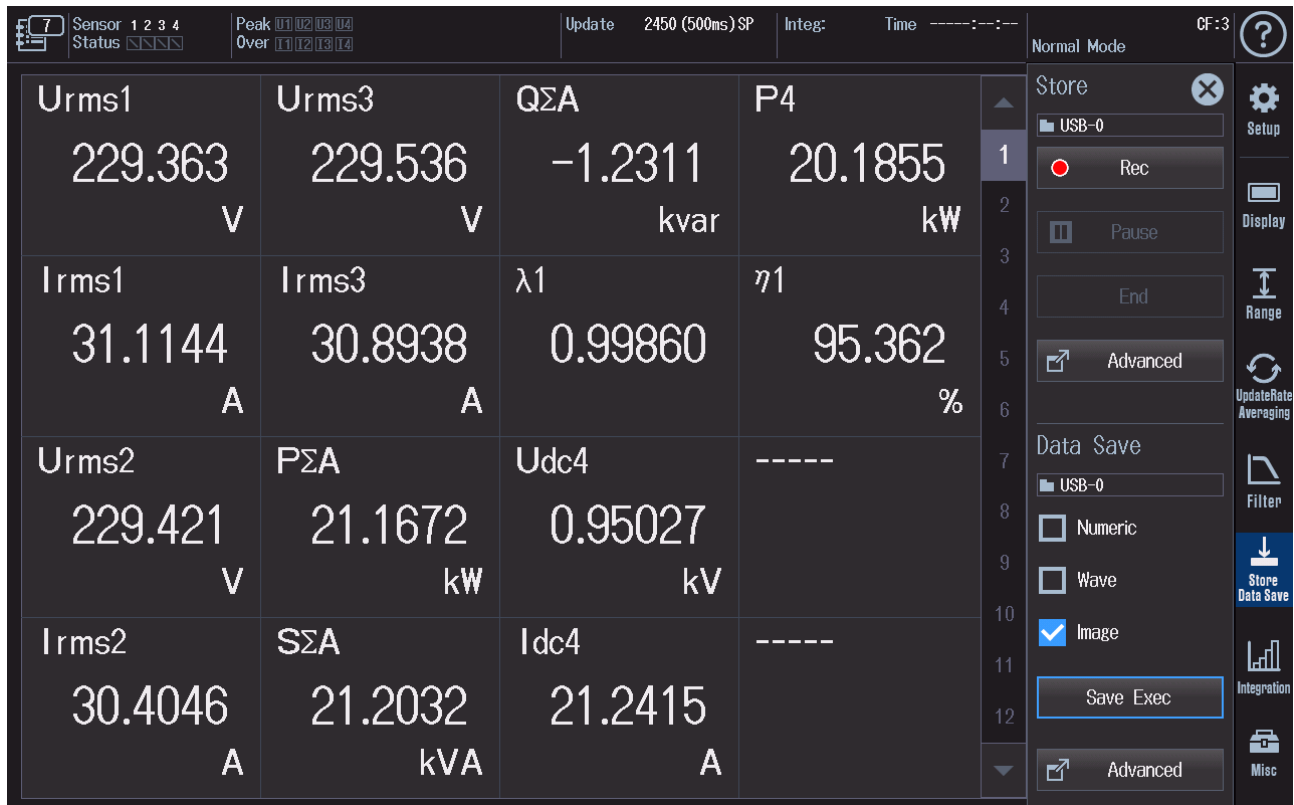 7 Sensor 1 2 3 4 Peak U1 U2 U3 U4 Update 2450 (500ms) SP Integ: Time -----:--:-- CF:3 ?
Status Over I1 I2 I3 I4 Normal Mode
Urms1 Urms3 QΣA P4
229.363 229.536 -1.2311 20.1855
V V kvar kW
Irms1 Irms3 λ1 η1
31.1144 30.8938 0.99860 95.362
A A %
Urms2 PΣA Udc4 -----
229.421 21.1672 0.95027
V kW kV
Irms2 SΣA Idc4 -----
30.4046 21.2032 21.2415
A kVA A
1
2
3
4
5
6
7
8
9
10
11
12
Store
USB-0
Rec
Pause
End
Advanced
Data Save
USB-0
Numeric
Wave
Image
Save Exec
Advanced
Setup
Display
Range
UpdateRate
Averaging
Filter
Store
Data Save
Integration
Misc